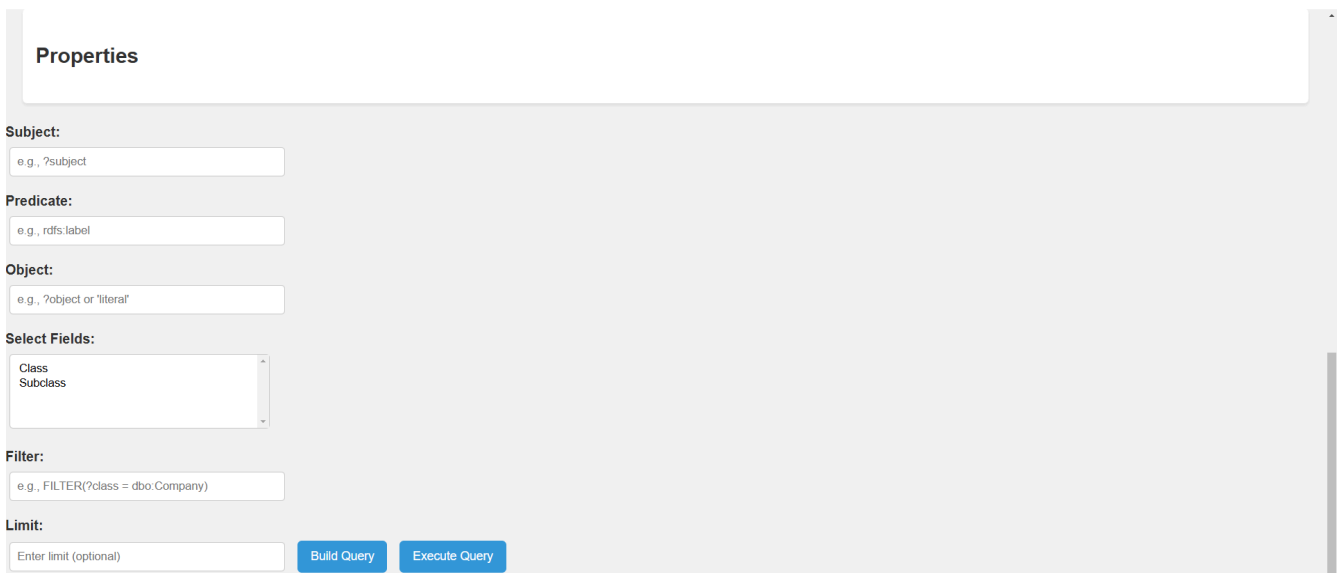 Properties
Subject:
e.g., ?subject
Predicate:
e.g., rdfs:label
Object:
e.g., ?object or 'literal'
Select Fields:
Class
Subclass
Filter:
e.g., FILTER(?class = dbo:Company)
Limit:
Enter limit (optional) Build Query Execute Query